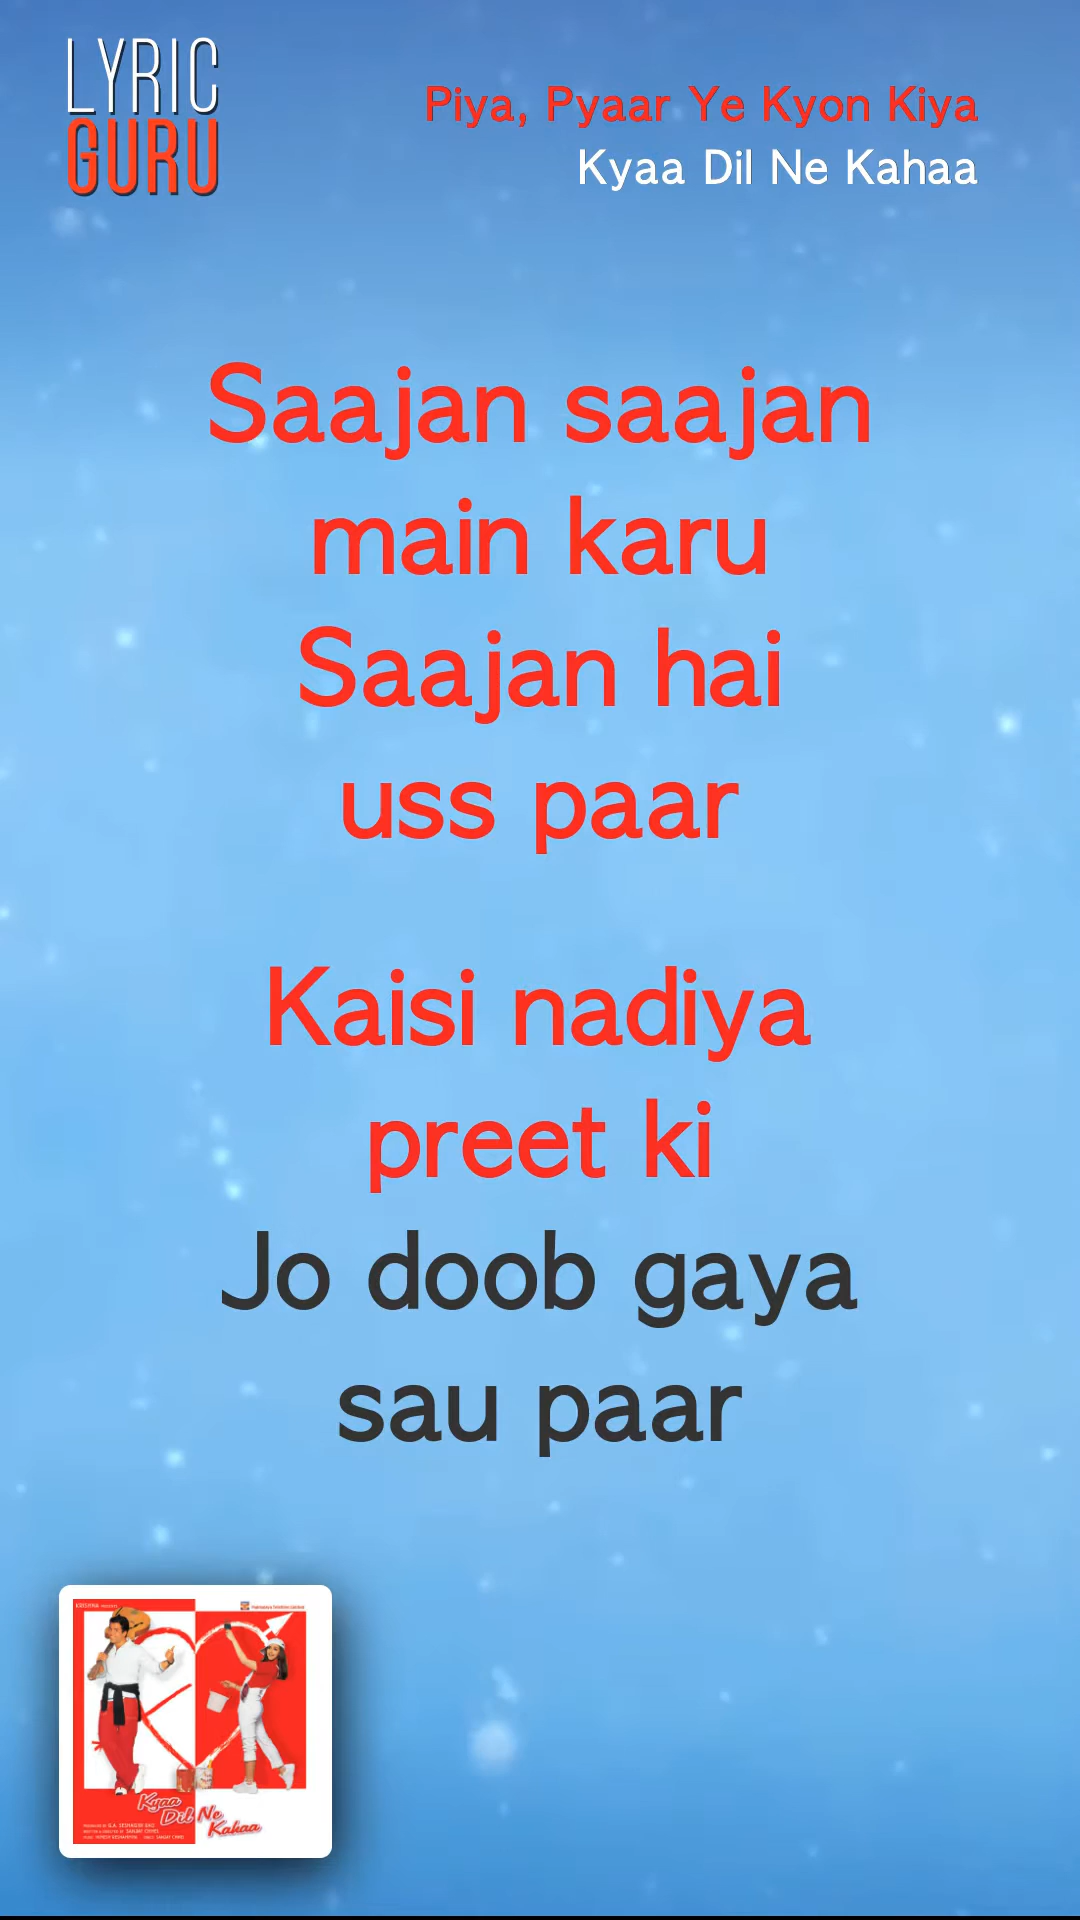 LYRIC
GURU
Piya, Pyaar Ye Kyon Kiya
Kyaa Dil Ne Kahaa
Saajan saajan
main karu
Saajan hai
uss paar
Kaisi nadiya
preet ki
Jo doob gaya
sau paar
Kyaa
Dil Ne
Kahaa